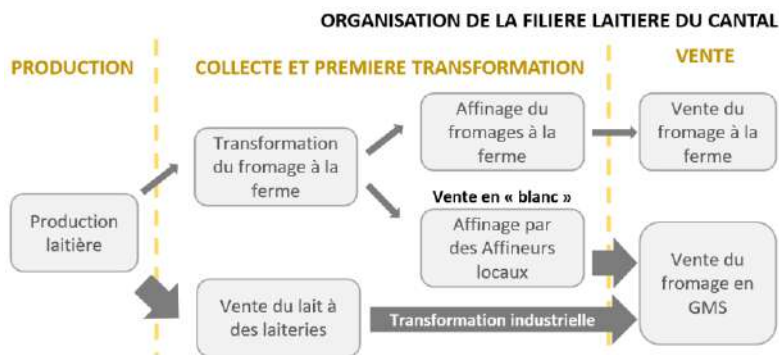 ORGANISATION DE LA FILIERE LAITIERE DU CANTAL
PRODUCTION
COLLECTE ET PREMIERE TRANSFORMATION
VENTE
Production
laitière
Transformation
du fromage à la
ferme
Affinage du
fromages à la
ferme
Vente du
fromage à la
ferme
Vente en « blanc »
Affinage par
des Affineurs
locaux
Vente du lait à
des laiteries
Transformation industrielle
Vente du
fromage en
GMS